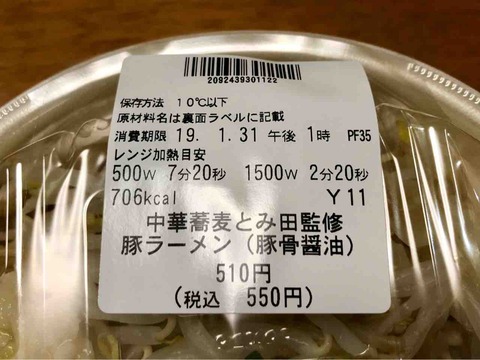 2092439301122
保存方法 10℃以下
原材料名は裏面ラベルに記載
消費期限 19. 1.31 午後 1時 PF35
レンジ加熱目安
500W 7分20秒 1500W 2分20秒
706kcal Y11
中華蕎麦とみ田監修
豚ラーメン(豚骨醤油)
510円
(税込 550円)